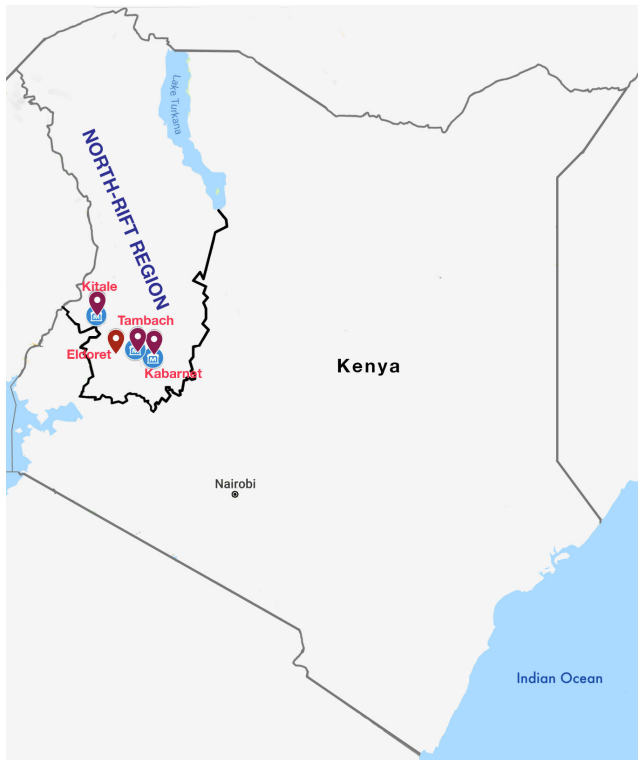 Lake Turkana
NORTH-RIFT REGION
Kitale
Tambach
Eldoret
Kabarnet
Kenya
Nairobi
Indian Ocean